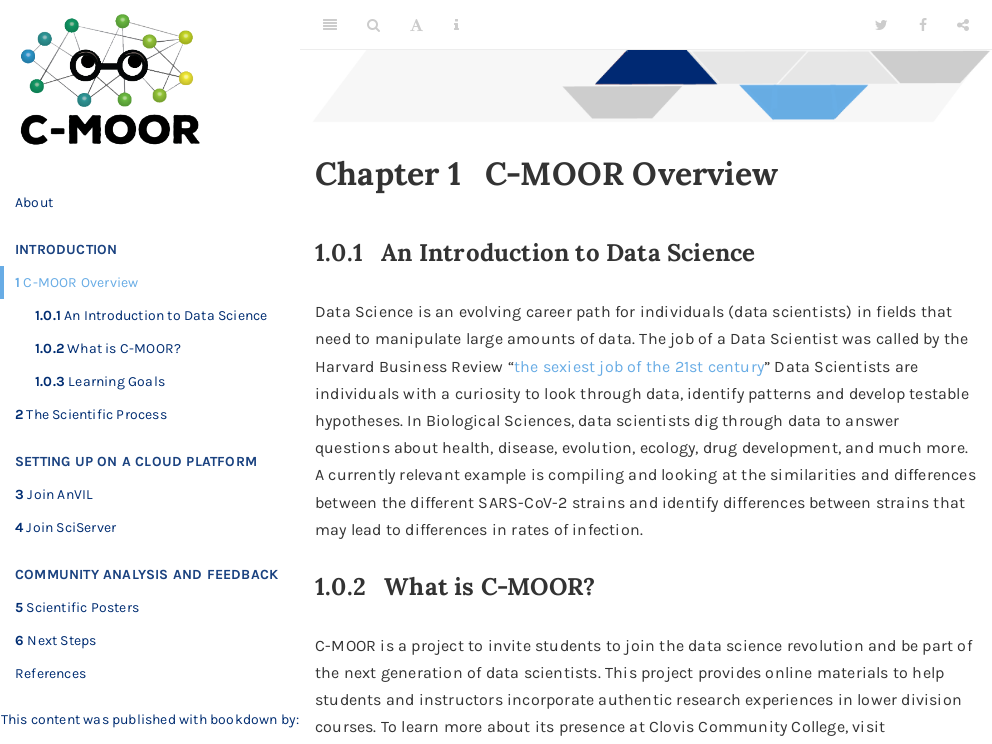 C-MOOR
About
INTRODUCTION
1 C-MOOR Overview
1.0.1 An Introduction to Data Science
1.0.2 What is C-MOOR?
1.0.3 Learning Goals
2 The Scientific Process
SETTING UP ON A CLOUD PLATFORM
3 Join AnVIL
4 Join SciServer
COMMUNITY ANALYSIS AND FEEDBACK
5 Scientific Posters
6 Next Steps
References
This content was published with bookdown by:
Chapter 1 C-MOOR Overview
1.0.1 An Introduction to Data Science
Data Science is an evolving career path for individuals (data scientists) in fields that
need to manipulate large amounts of data. The job of a Data Scientist was called by the
Harvard Business Review “the sexiest job of the 21st century” Data Scientists are
individuals with a curiosity to look through data, identify patterns and develop testable
hypotheses. In Biological Sciences, data scientists dig through data to answer
questions about health, disease, evolution, ecology, drug development, and much more.
A currently relevant example is compiling and looking at the similarities and differences
between the different SARS-CoV-2 strains and identify differences between strains that
may lead to differences in rates of infection.
1.0.2 What is C-MOOR?
C-MOOR is a project to invite students to join the data science revolution and be part of
the next generation of data scientists. This project provides online materials to help
students and instructors incorporate authentic research experiences in lower division
courses. To learn more about its presence at Clovis Community College, visit